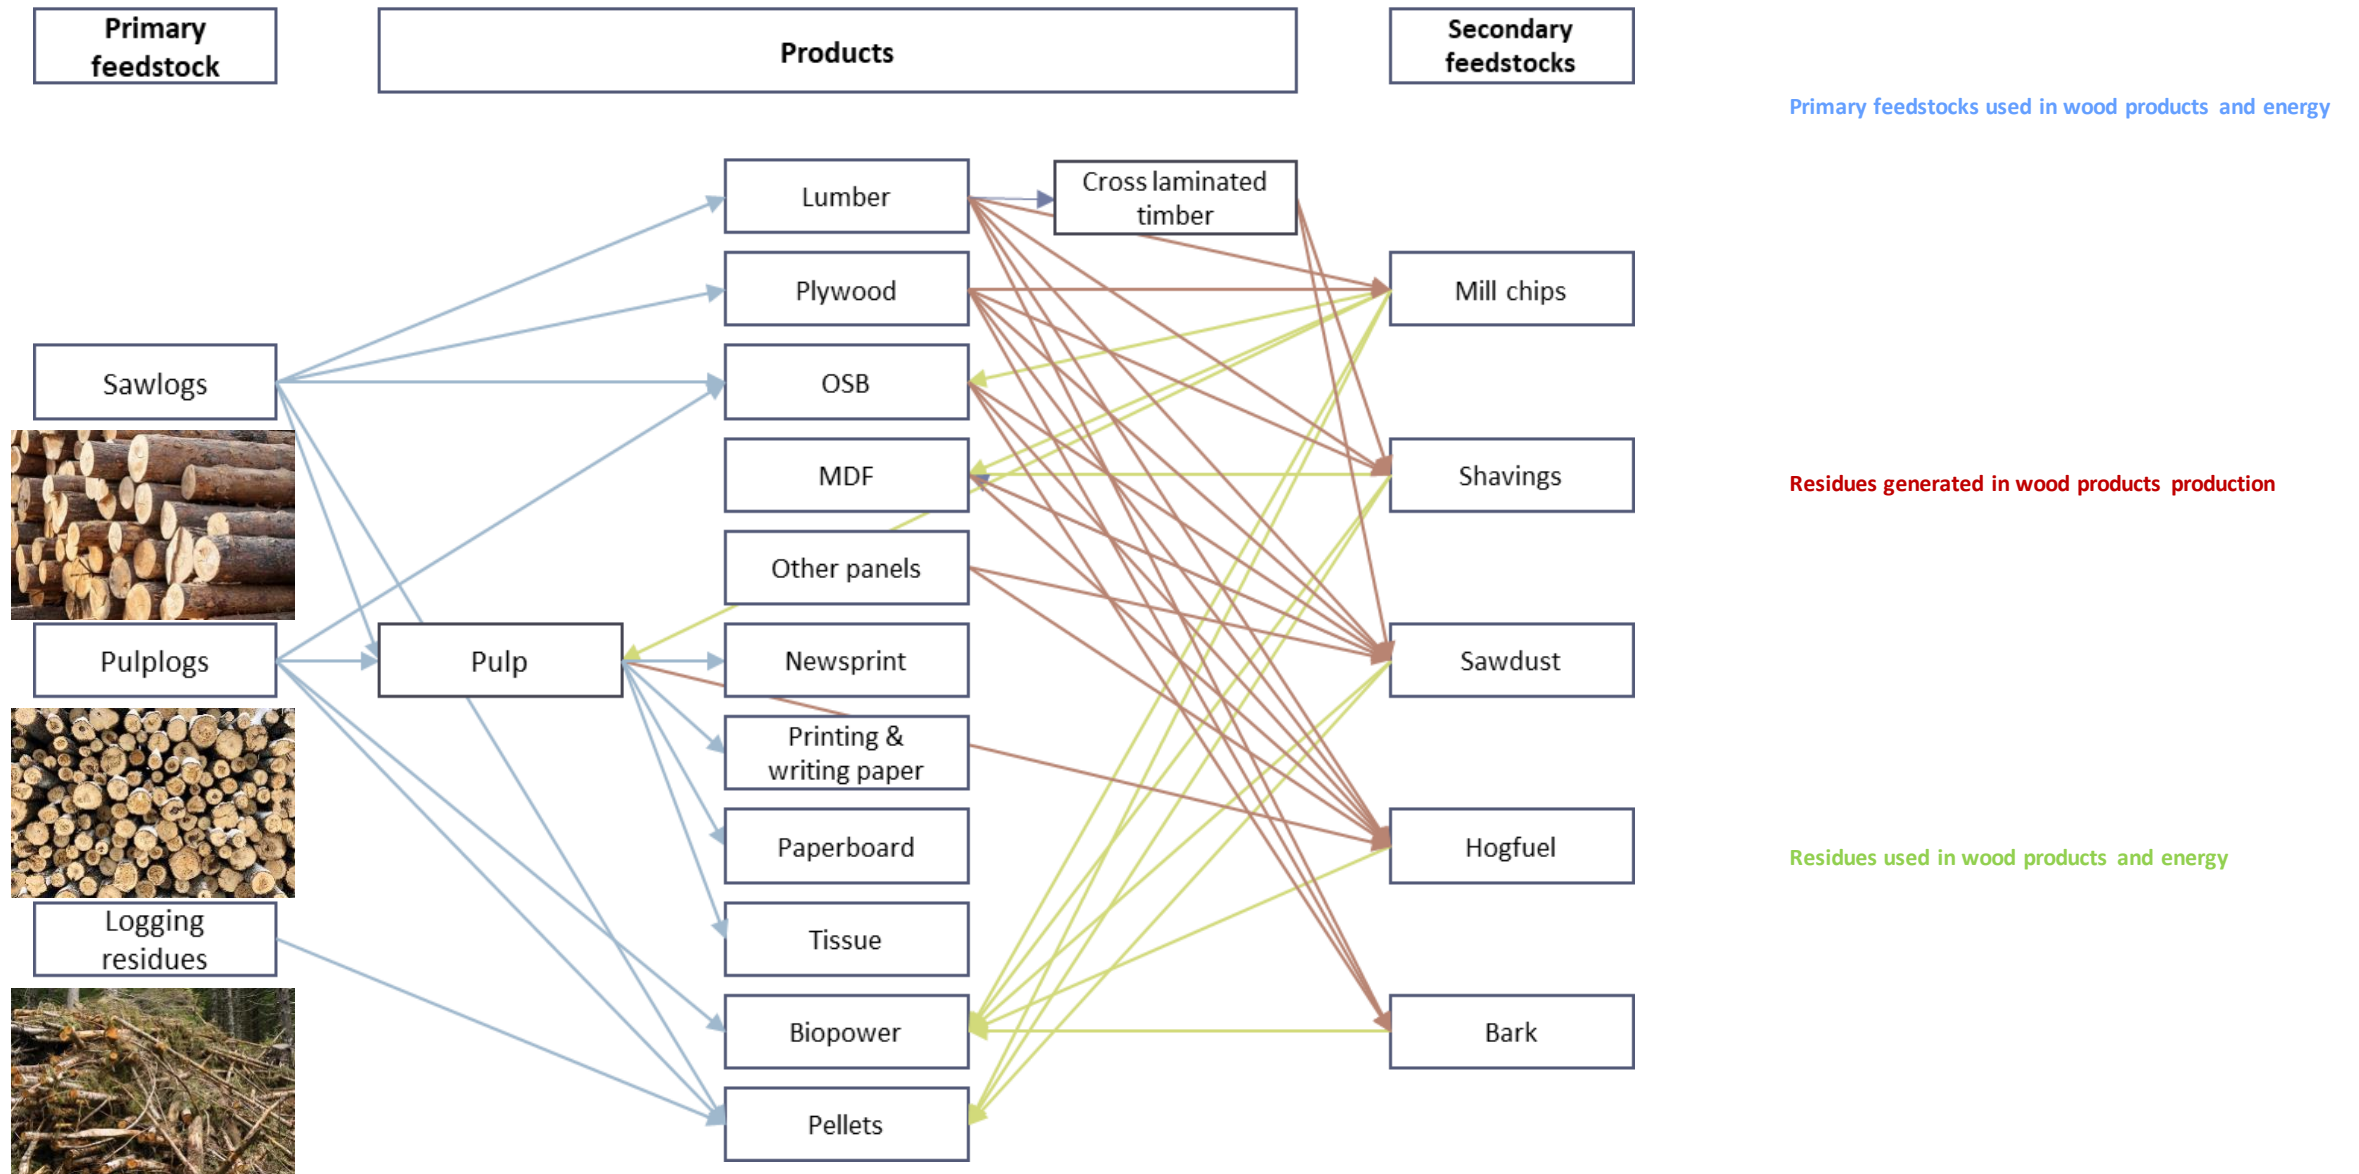 Primary
feedstock
Products
Secondary
feedstocks
Primary feedstocks used in wood products and energy
Lumber
Cross laminated
timber
Plywood
Mill chips
Sawlogs
OSB
MDF
Shavings
Residues generated in wood products production
Other panels
Pulplogs
Pulp
Newsprint
Sawdust
Printing &
writing paper
Paperboard
Hogfuel
Residues used in wood products and energy
Logging
residues
Tissue
Biopower
Bark
Pellets